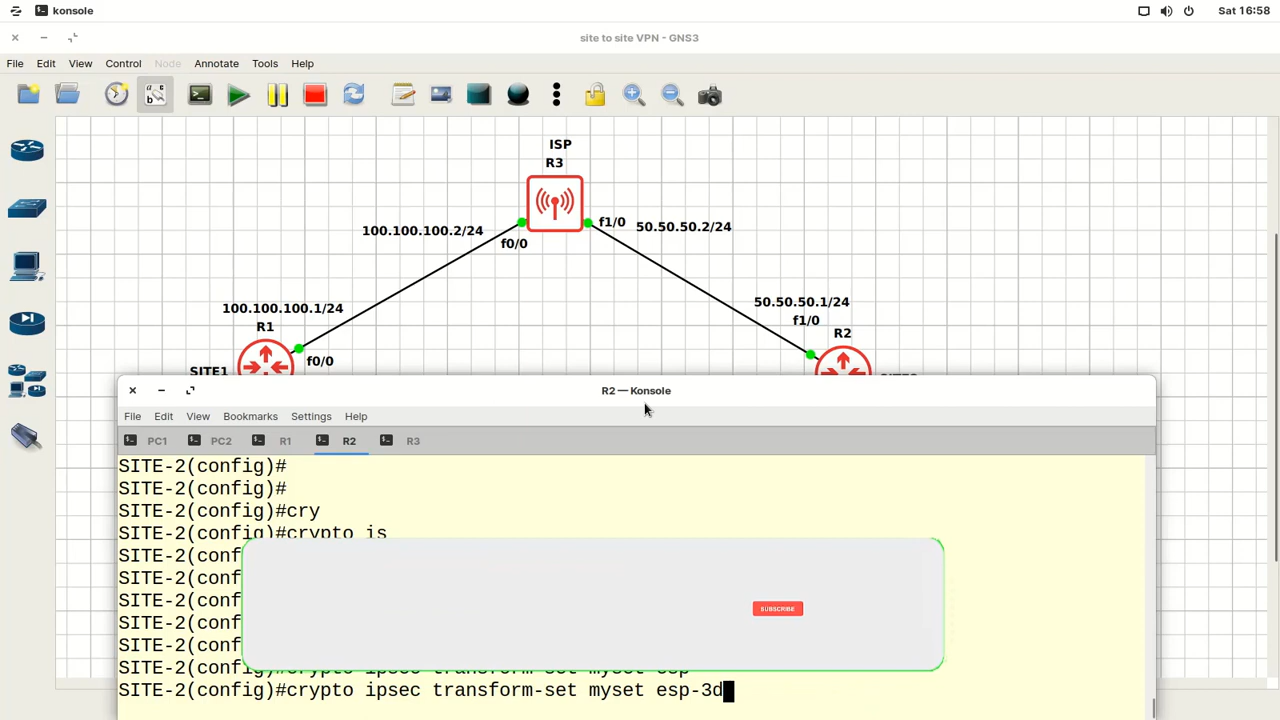 konsole
Sat 16:58
site to site VPN - GNS3
File Edit View Control Node Annotate Tools Help
ISP
R3
f1/0
50.50.50.2/24
100.100.100.2/24
f0/0
100.100.100.1/24
R1
f0/0
SITE1
50.50.50.1/24
f1/0
R2
R2 — Konsole
File Edit View Bookmarks Settings Help
PC1 PC2 R1 R2 R3
SITE-2(config)#
SITE-2(config)#
SITE-2(config)#cry
SITE-2(config)#crypto is
SITE-2(conf
SITE-2(conf
SITE-2(conf
SITE-2(conf
SITE-2(conf
SITE-2(config)#crypto ipsec transform-set myset esp-
SITE-2(config)#crypto ipsec transform-set myset esp-3d
SUBSCRIBE